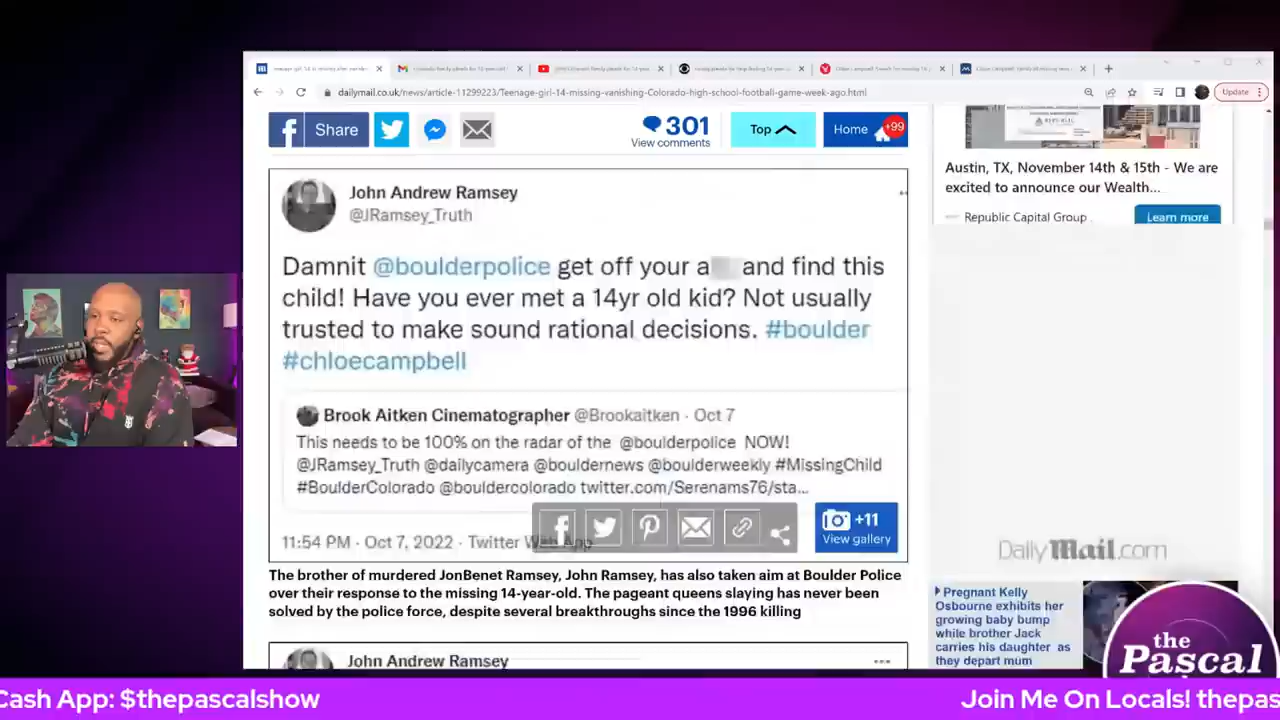 dailymail.co.uk/news/article-11299223/Teenage-girl-14-missing-vanishing-Colorado-high-school-football-game-week-ago.html
Update
Share
301
View comments
Top
Home
+99
John Andrew Ramsey
@JRamsey_Truth
Damnit @boulderpolice get off your a and find this
child! Have you ever met a 14yr old kid? Not usually
trusted to make sound rational decisions. #boulder
#chloecampbell
Brook Aitken Cinematographer @Brookaitken · Oct 7
This needs to be 100% on the radar of the @boulderpolice NOW!
@JRamsey_Truth @dailycamera @bouldernews @boulderweekly #MissingChild
#BoulderColorado @bouldercolorado twitter.com/Serenams76/sta...
+11
View gallery
11:54 PM · Oct 7, 2022 · Twitter Web App
The brother of murdered JonBenet Ramsey, John Ramsey, has also taken aim at Boulder Police
over their response to the missing 14-year-old. The pageant queens slaying has never been
solved by the police force, despite several breakthroughs since the 1996 killing
John Andrew Ramsey
Austin, TX, November 14th & 15th - We are
excited to announce our Wealth...
Republic Capital Group
Learn more
DailyMail.com
Pregnant Kelly
Osbourne exhibits her
growing baby bump
while brother Jack
carries his daughter as
they depart mum
the
Pascal
Cash App: $thepascalshow
Join Me On Locals! thepas